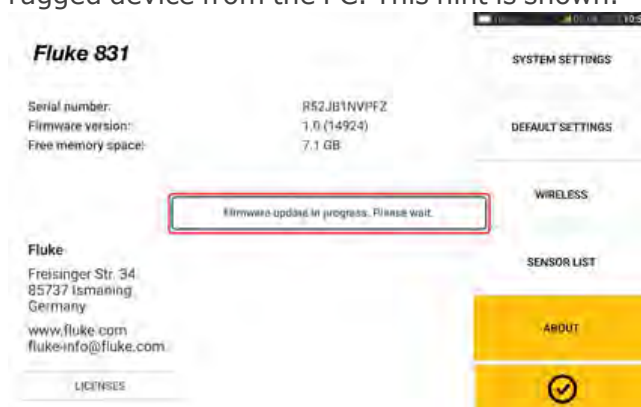 rugged device from the PC. This hint is shown:
Fluke 831
Serial number: R52JB1NVPFZ
Firmware version: 1.0 (14924)
Free memory space: 7.1 GB
Firmware update in progress. Please wait.
Fluke
Freisinger Str. 34
85737 Ismaning
Germany
www.fluke.com
fluke-info@fluke.com
LICENSES
SYSTEM SETTINGS
DEFAULT SETTINGS
WIRELESS
SENSOR LIST
ABOUT